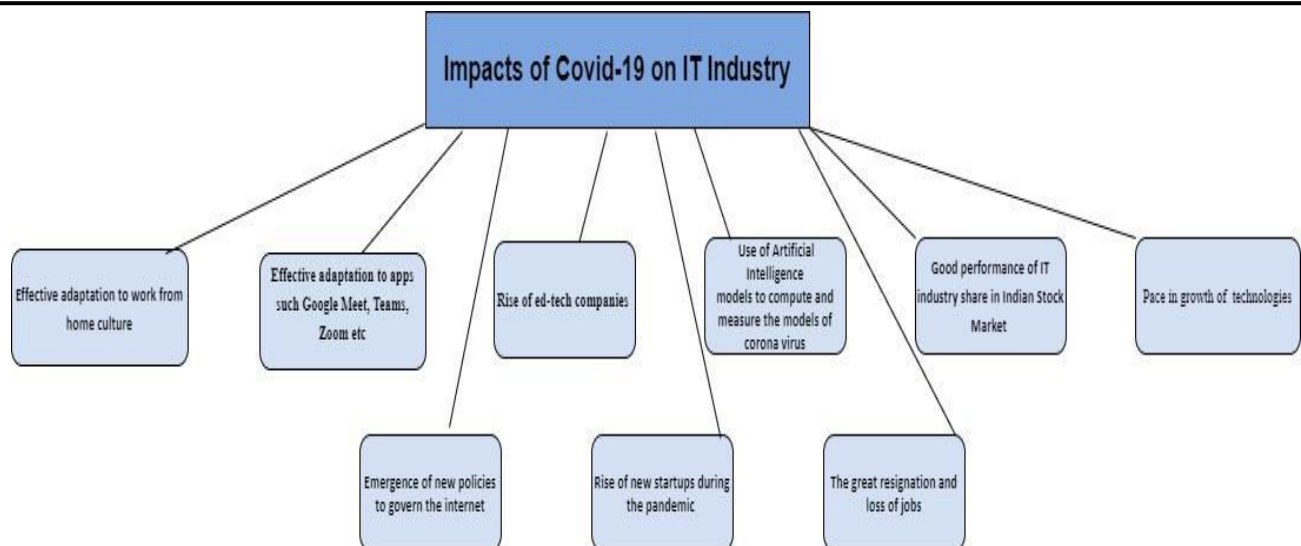 Impacts of Covid-19 on IT Industry
Effective adaptation to work from
home culture
Effective adaptation to apps
such Google Meet, Teams,
Zoom etc
Rise of ed-tech companies
Use of Artificial
Intelligence
models to compute and
measure the models of
corona virus
Good performance of IT
industry share in Indian Stock
Market
Pace in growth of technologies
Emergence of new policies
to govern the internet
Rise of new startups during
the pandemic
The great resignation and
loss of jobs